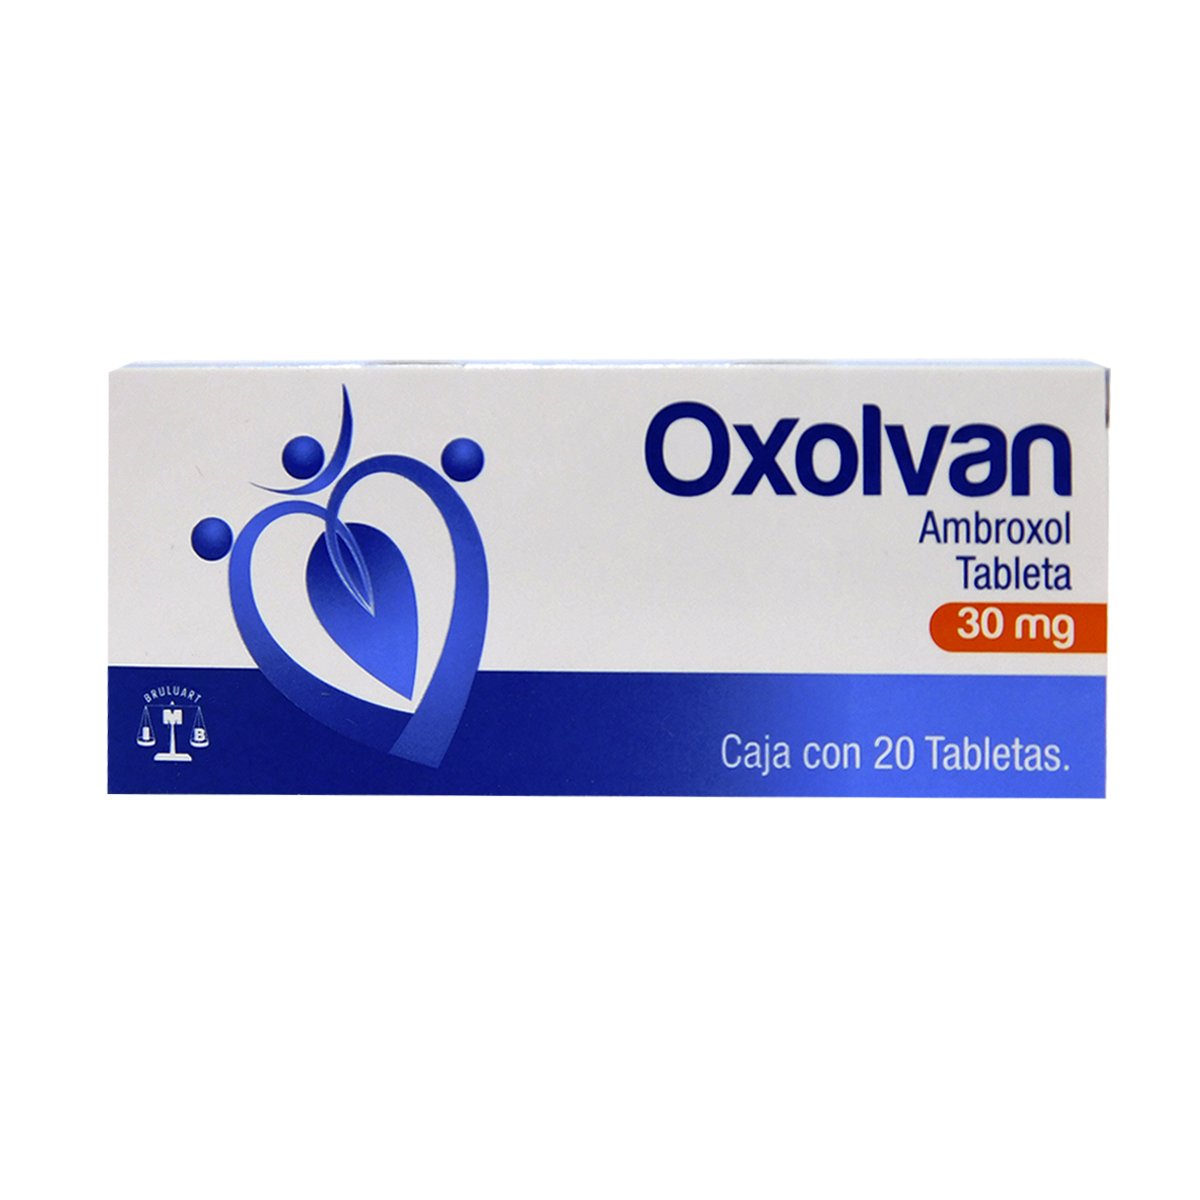 Oxolvan
Ambroxol
Tableta
30 mg
BRULUART
I M B
Caja con 20 Tabletas.